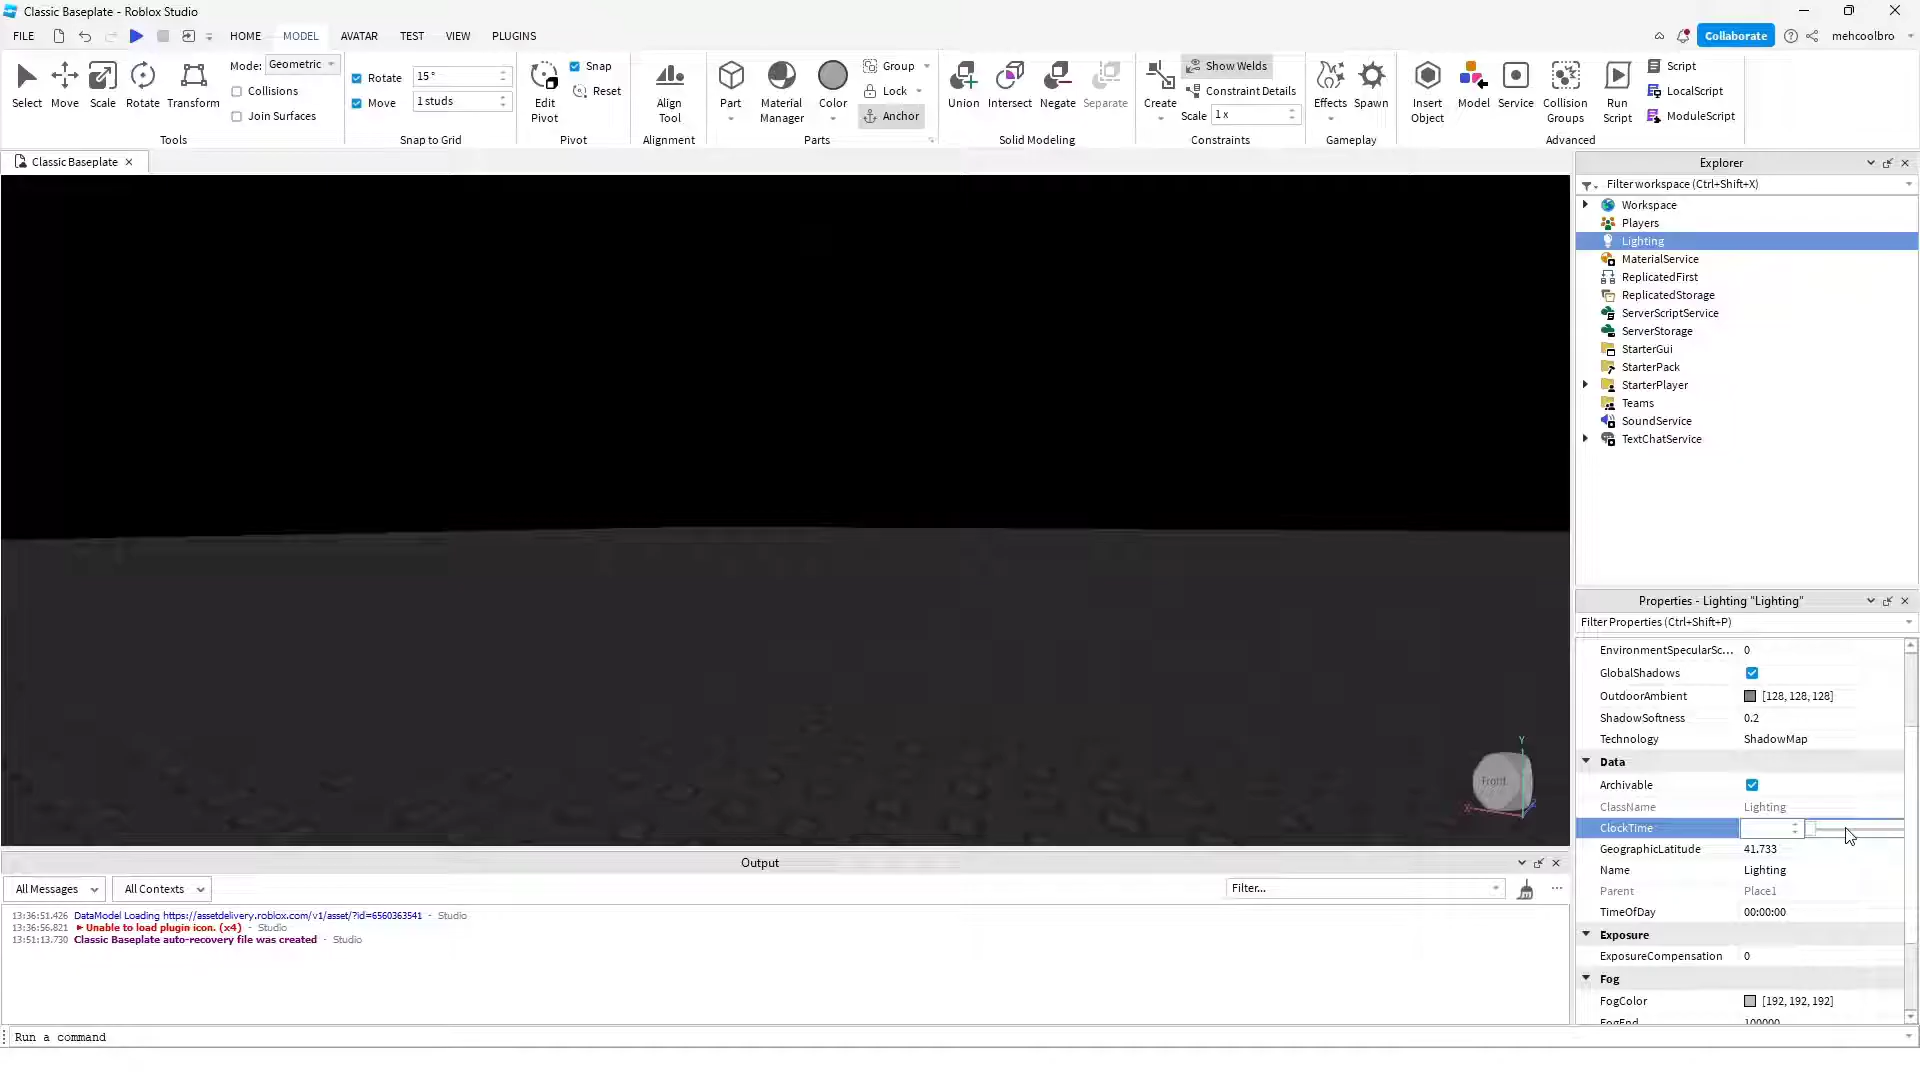 Classic Baseplate - Roblox Studio
FILE HOME MODEL AVATAR TEST VIEW PLUGINS Collaborate mehcoolbro
Select Move Scale Rotate Transform
Mode: Geometric
Collisions
Join Surfaces
Tools
Rotate 15°
Move 1 studs
Snap to Grid
Edit
Pivot
Snap
Reset
Pivot
Align
Tool
Alignment
Part
Material
Manager
Color
Group
Lock
Anchor
Parts
Union Intersect Negate Separate
Solid Modeling
Create
Show Welds
Constraint Details
Scale 1 x
Constraints
Effects Spawn
Gameplay
Insert
Object
Model Service
Collision
Groups
Run
Script
Script
LocalScript
ModuleScript
Advanced
Classic Baseplate
Explorer
Filter workspace (Ctrl+Shift+X)
Workspace
Players
Lighting
MaterialService
ReplicatedFirst
ReplicatedStorage
ServerScriptService
ServerStorage
StarterGui
StarterPack
StarterPlayer
Teams
SoundService
TextChatService
Properties - Lighting "Lighting"
Filter Properties (Ctrl+Shift+P)
EnvironmentSpecularSc... 0
GlobalShadows
OutdoorAmbient [128, 128, 128]
ShadowSoftness 0.2
Technology ShadowMap
Data
Archivable
ClassName Lighting
ClockTime
GeographicLatitude 41.733
Name Lighting
Parent Place1
TimeOfDay 00:00:00
Exposure
ExposureCompensation 0
Fog
FogColor [192, 192, 192]
FogEnd 100000
Y
Front
X
Z
Output
All Messages All Contexts Filter...
13:36:51.426 DataModel Loading https://assetdelivery.roblox.com/v1/asset/?id=6560363541 - Studio
13:36:56.821 Unable to load plugin icon. (x4) - Studio
13:51:13.730 Classic Baseplate auto-recovery file was created - Studio
Run a command